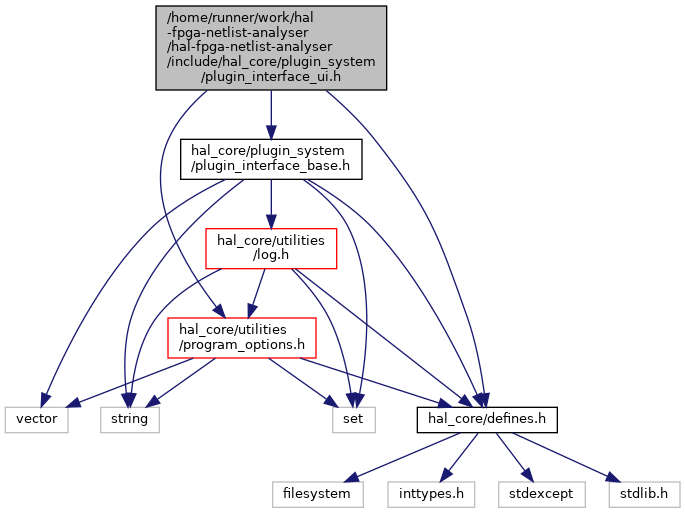 /home/runner/work/hal
-fpga-netlist-analyser
/hal-fpga-netlist-analyser
/include/hal_core/plugin_system
/plugin_interface_ui.h
hal_core/plugin_system
/plugin_interface_base.h
hal_core/utilities
/log.h
hal_core/utilities
/program_options.h
vector
string
set
hal_core/defines.h
filesystem
inttypes.h
stdexcept
stdlib.h